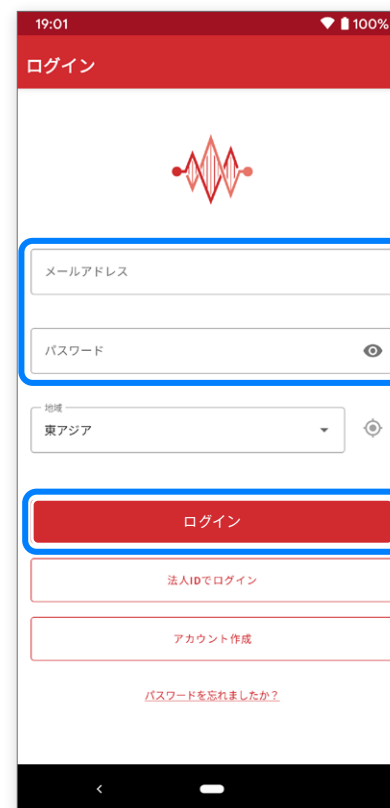 19:01 100%
ログイン
メールアドレス
パスワード
地域
東アジア
ログイン
法人IDでログイン
アカウント作成
パスワードを忘れましたか？